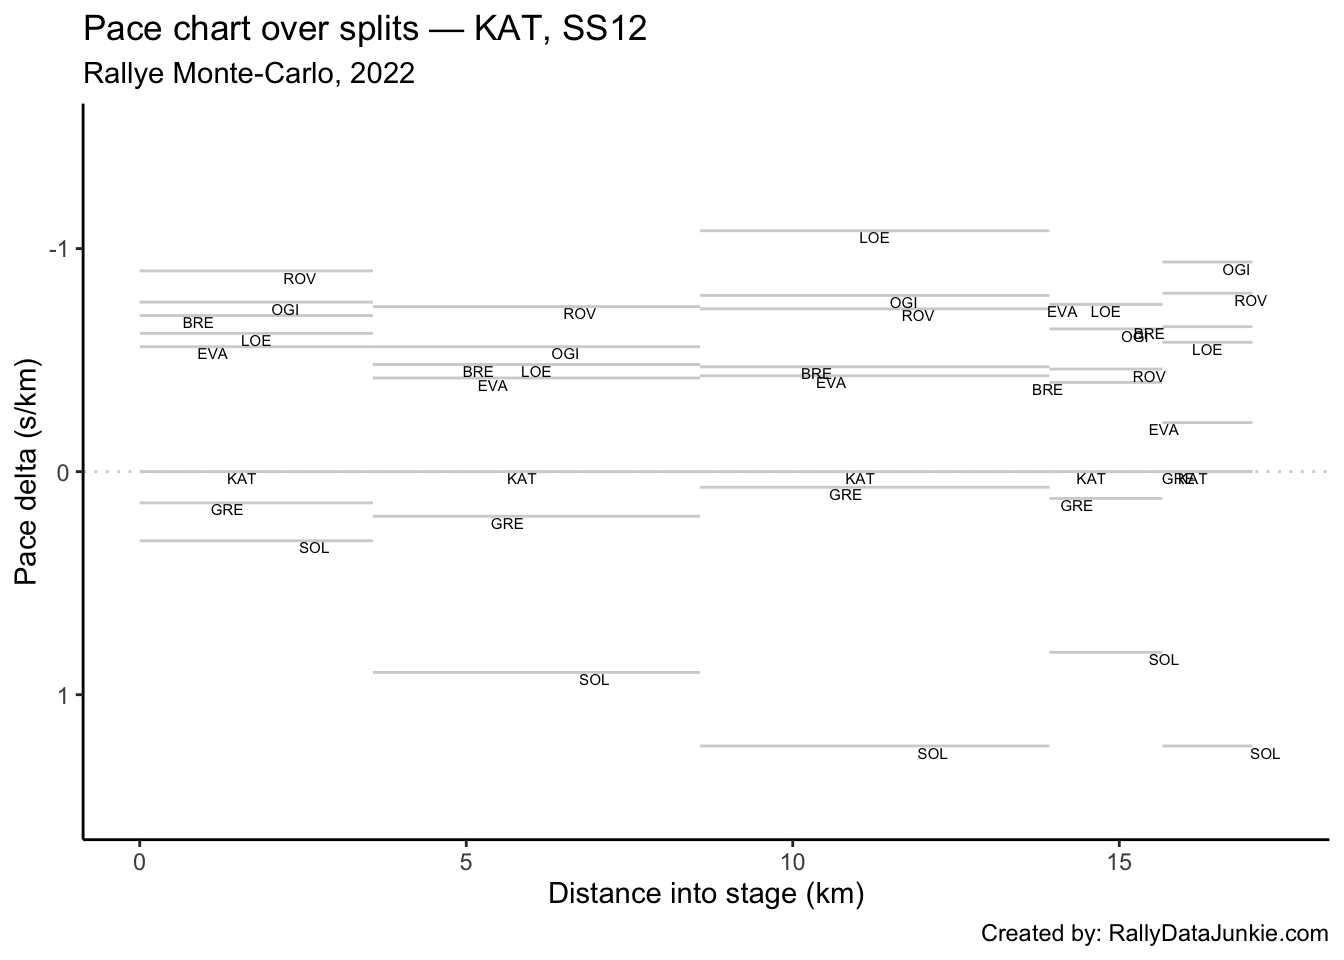 Pace chart over splits — KAT, SS12
Rallye Monte-Carlo, 2022
Pace delta (s/km)
-1
0
1
LOE
OGI
ROV
ROV
OGI
ROV
EVA LOE
OGI
ROV
BRE
OGI BRE
LOE
LOE
EVA
OGI
BRE LOE
BRE
ROV
EVA
EVA
BRE
EVA
KAT KAT KAT KAT GRE KAT
GRE
GRE
GRE
GRE
SOL
SOL
SOL
SOL SOL
0 5 10 15
Distance into stage (km)
Created by: RallyDataJunkie.com